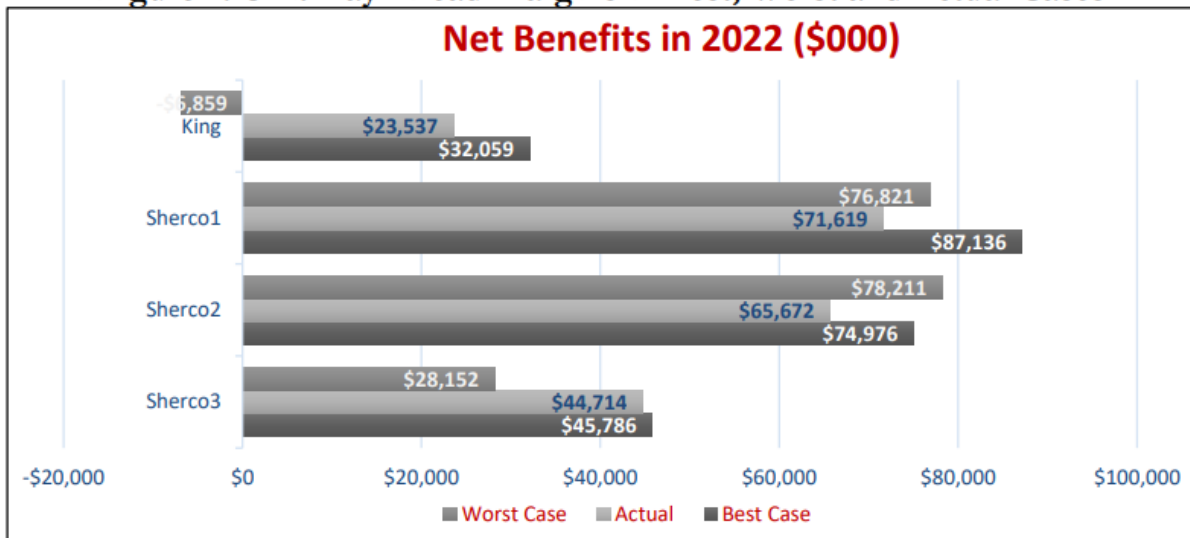 Net Benefits in 2022 ($000)
-$6,859
King
$23,537
$32,059
$76,821
Sherco1
$71,619
$87,136
$78,211
Sherco2
$65,672
$74,976
$28,152
Sherco3
$44,714
$45,786
-$20,000 $0 $20,000 $40,000 $60,000 $80,000 $100,000
Worst Case Actual Best Case